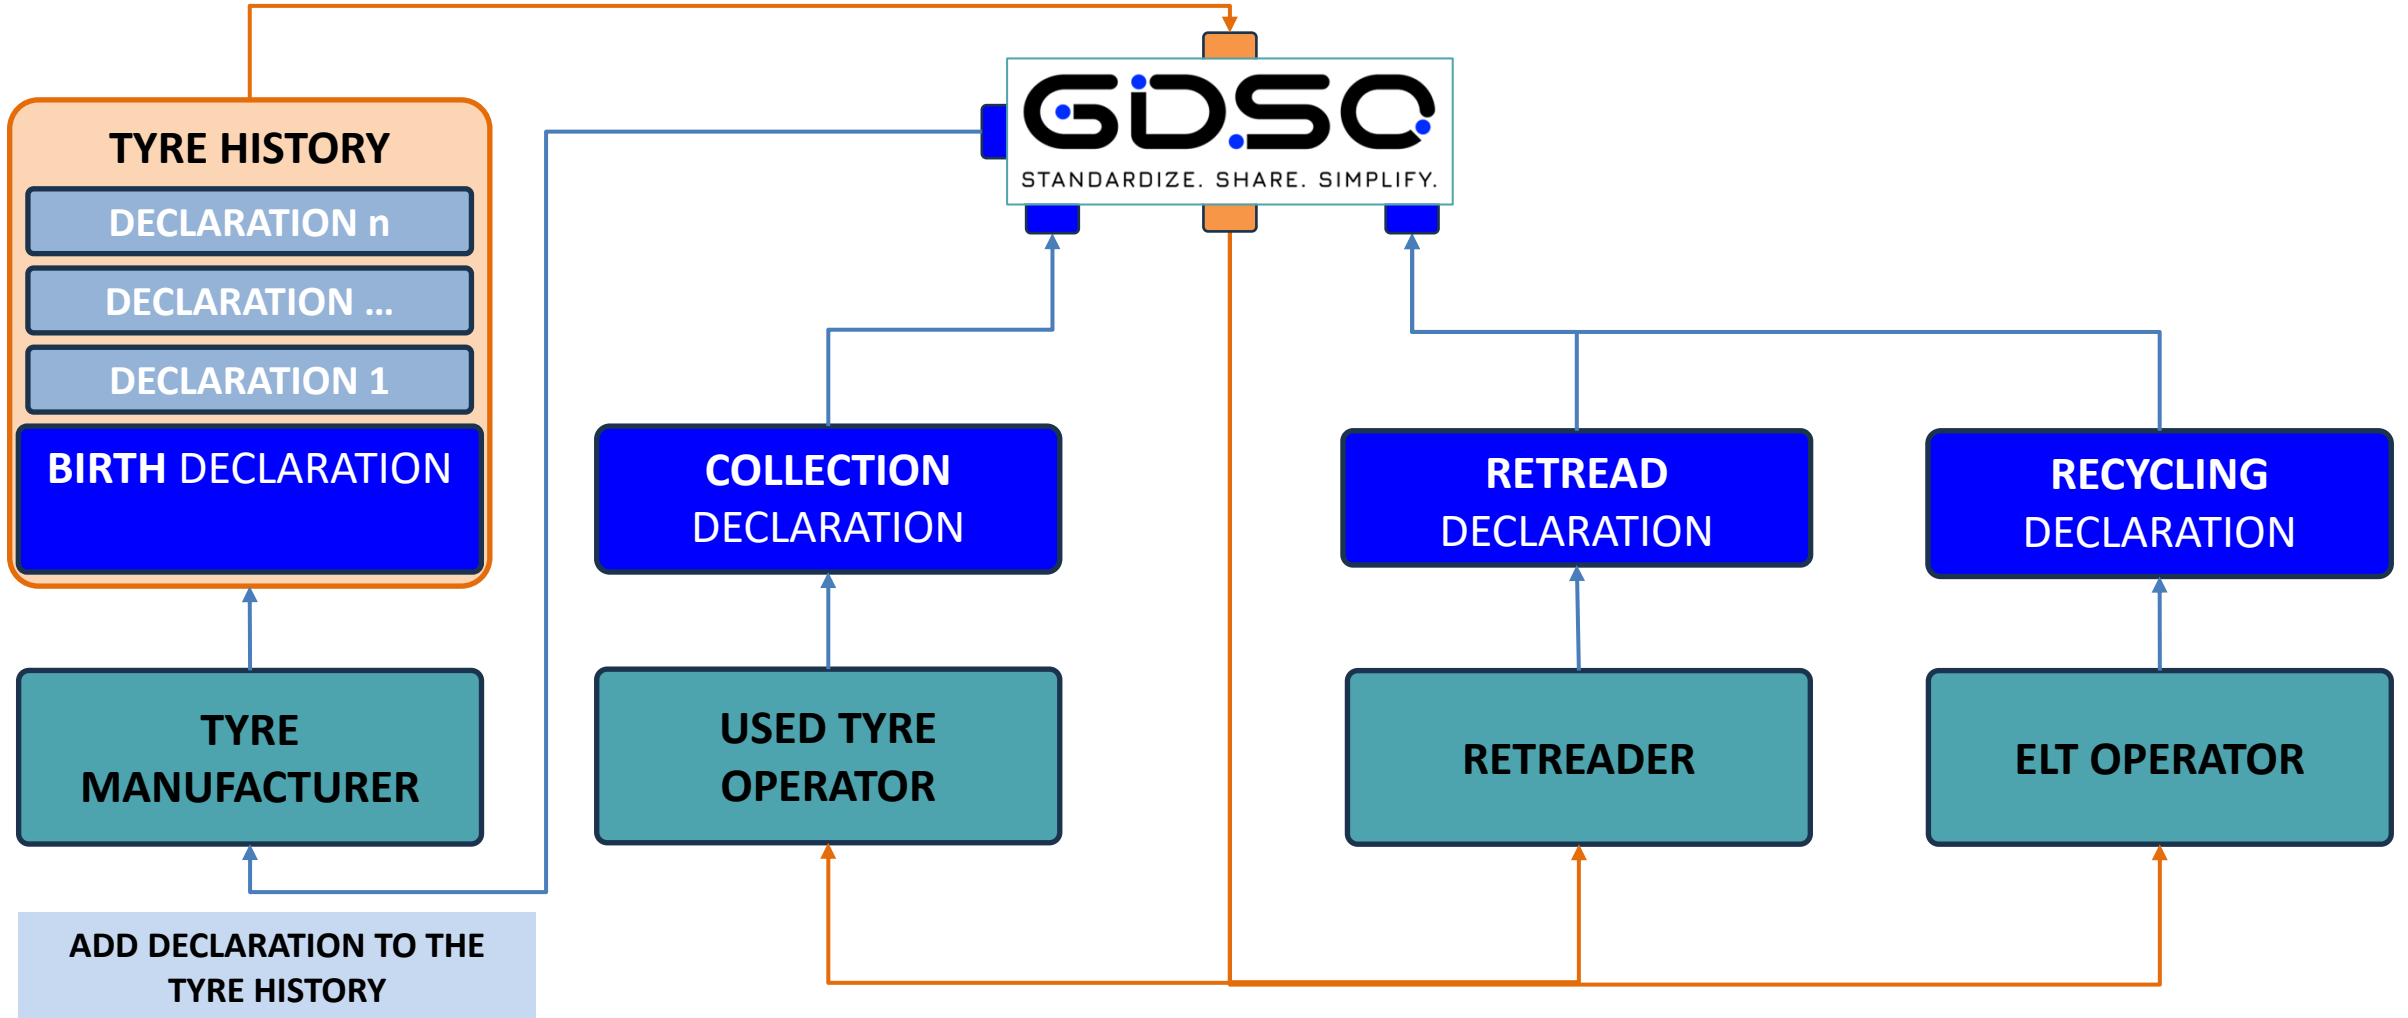 GDSO
STANDARDIZE. SHARE. SIMPLIFY.
TYRE HISTORY
DECLARATION n
DECLARATION ...
DECLARATION 1
BIRTH DECLARATION
COLLECTION
DECLARATION
RETREAD
DECLARATION
RECYCLING
DECLARATION
TYRE
MANUFACTURER
USED TYRE
OPERATOR
RETREADER
ELT OPERATOR
ADD DECLARATION TO THE
TYRE HISTORY